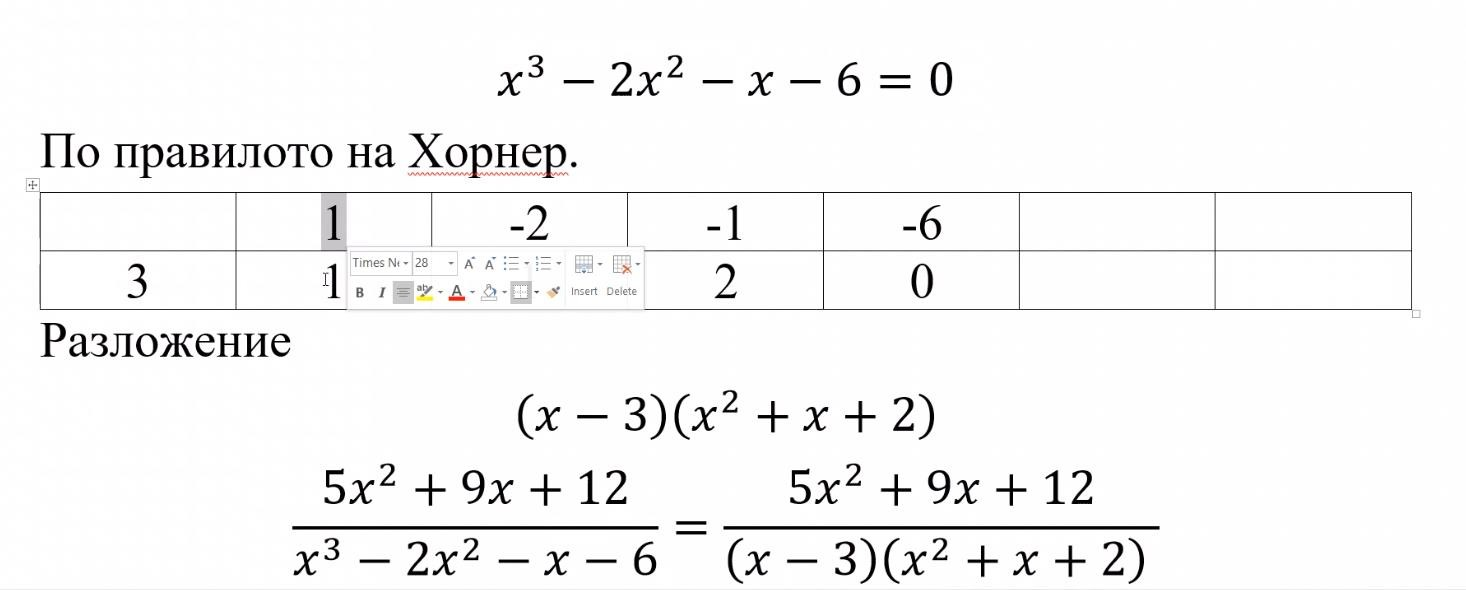 x³ − 2x² − x − 6 = 0
По правилото на Хорнер.
1 -2 -1 -6
Times Ne 28 A A
3 1 2 0
B I ab A Insert Delete
Разложение
(x − 3)(x² + x + 2)
5x² + 9x + 12 5x² + 9x + 12
=
x³ − 2x² − x − 6 (x − 3)(x² + x + 2)